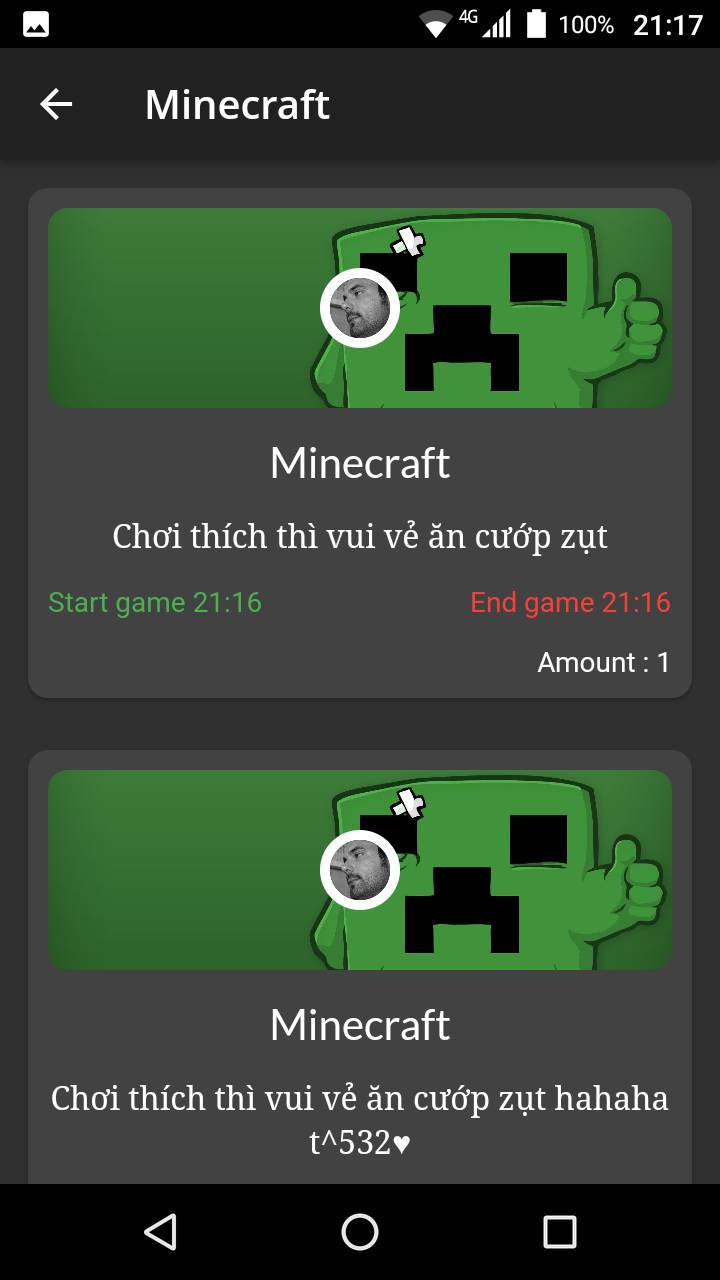 4G 100% 21:17
Minecraft
Minecraft
Chơi thích thì vui vẻ ăn cướp zụt
Start game 21:16 End game 21:16
Amount : 1
Minecraft
Chơi thích thì vui vẻ ăn cướp zụt hahaha
t^532♥